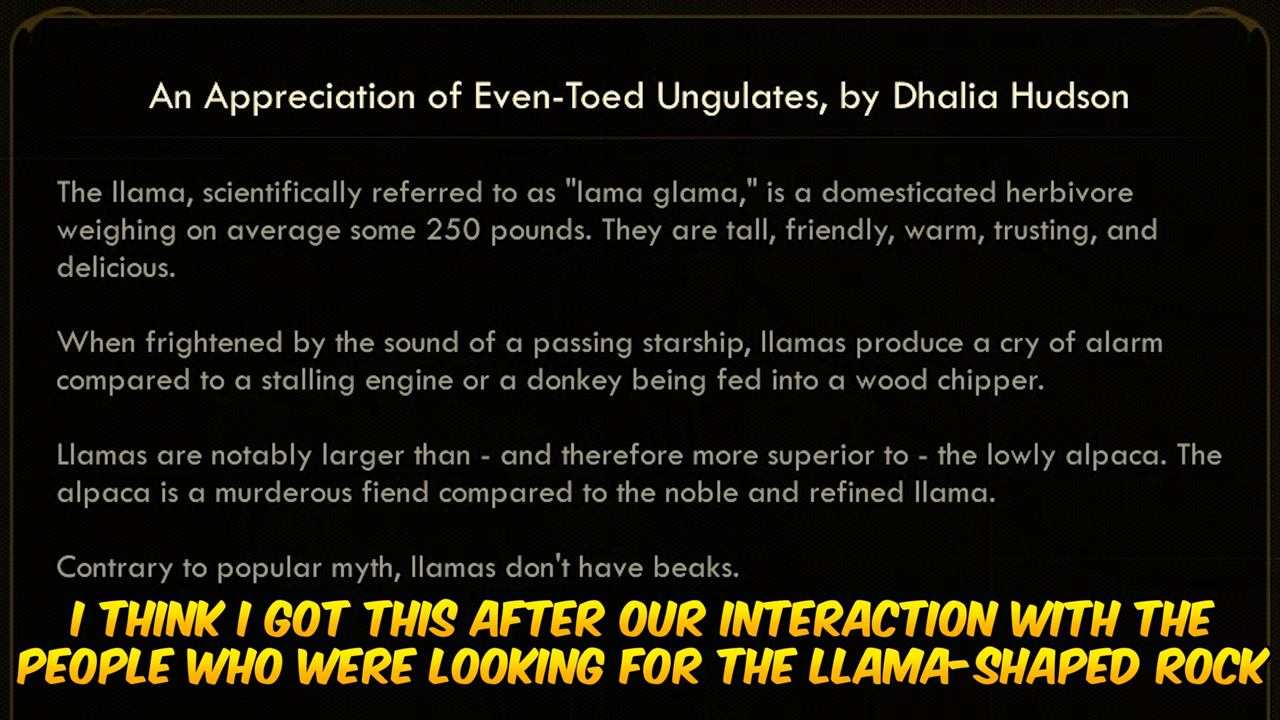 An Appreciation of Even-Toed Ungulates, by Dhalia Hudson
The llama, scientifically referred to as "lama glama," is a domesticated herbivore
weighing on average some 250 pounds. They are tall, friendly, warm, trusting, and
delicious.
When frightened by the sound of a passing starship, llamas produce a cry of alarm
compared to a stalling engine or a donkey being fed into a wood chipper.
Llamas are notably larger than - and therefore more superior to - the lowly alpaca. The
alpaca is a murderous fiend compared to the noble and refined llama.
Contrary to popular myth, llamas don't have beaks.
I THINK I GOT THIS AFTER OUR INTERACTION WITH THE
PEOPLE WHO WERE LOOKING FOR THE LLAMA-SHAPED ROCK